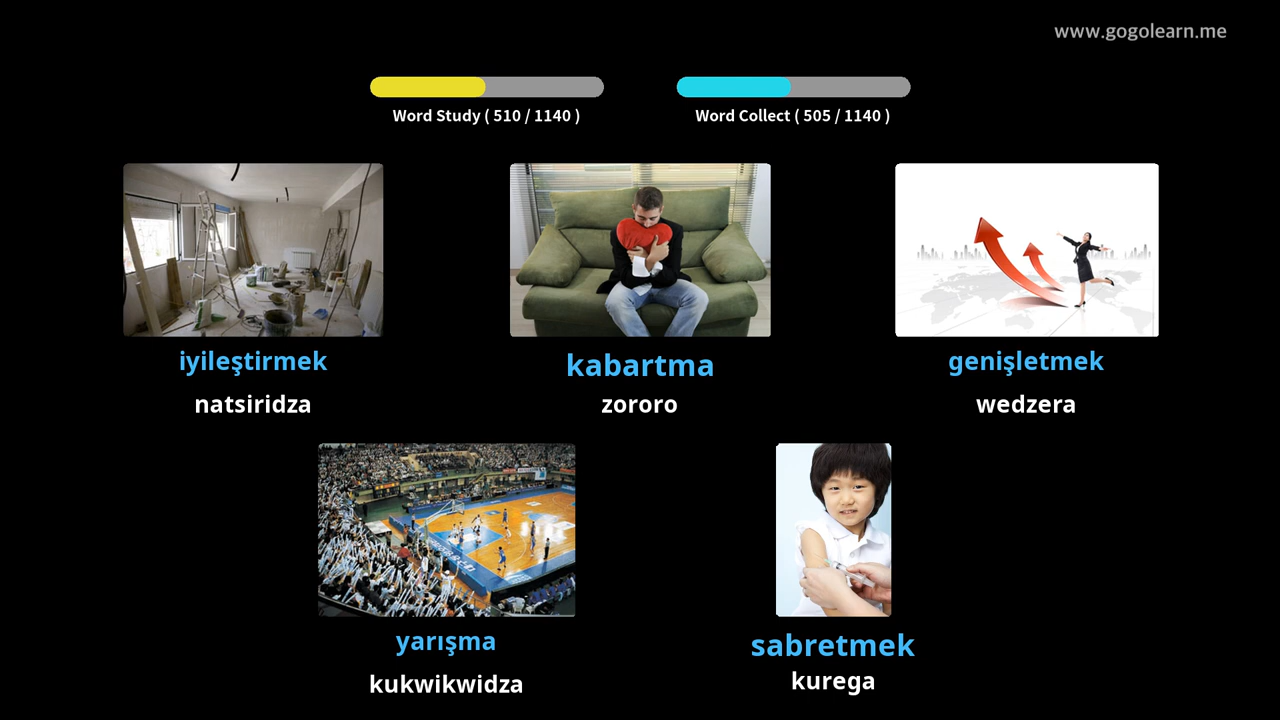 www.gogolearn.me
Word Study ( 510 / 1140 )
Word Collect ( 505 / 1140 )
iyileştirmek
kabartma
genişletmek
natsiridza
zororo
wedzera
yarışma
sabretmek
kukwikwidza
kurega